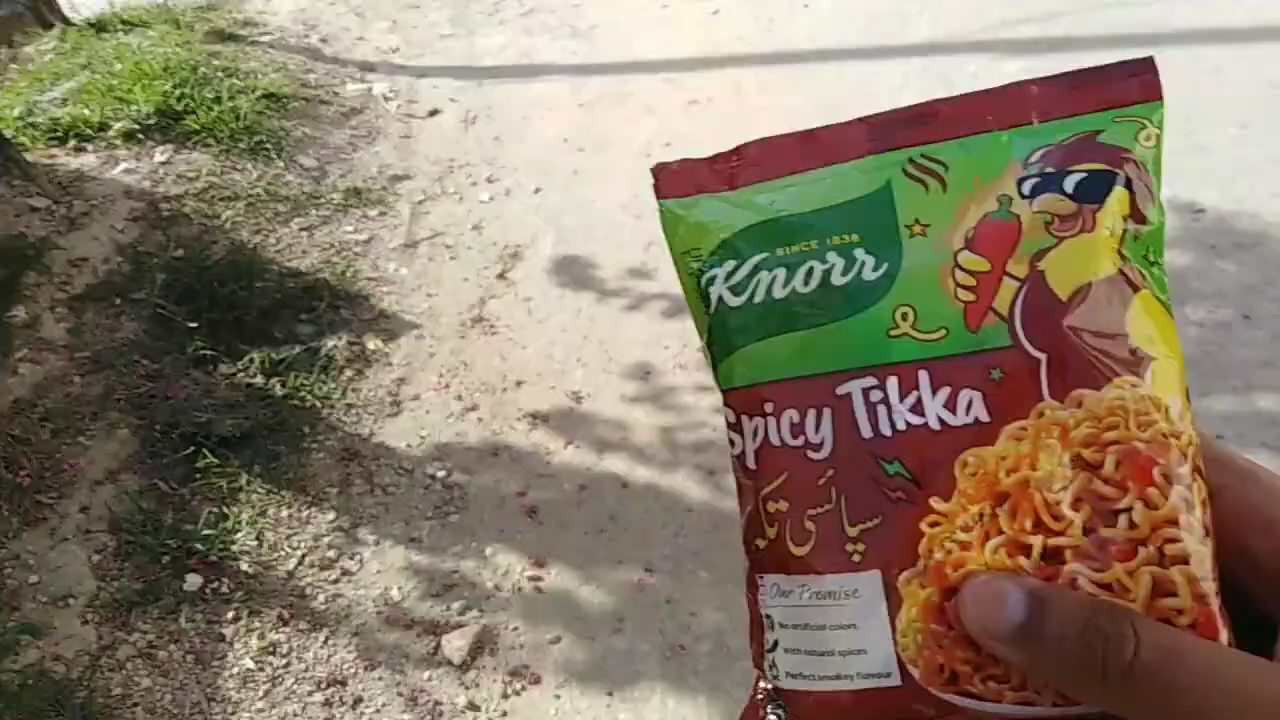 SINCE 1838
Knorr
Spicy Tikka
سپائسی تکہ
Our Promise
No artificial colors
With natural spices
Perfect smokey flavour